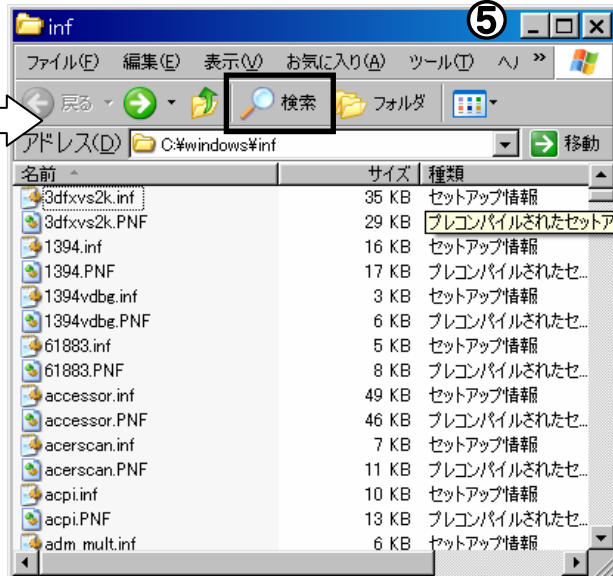 inf
⑤
ファイル(F) 編集(E) 表示(V) お気に入り(A) ツール(T) ヘ »
戻る 検索 フォルダ
アドレス(D) C:¥windows¥inf 移動
名前 サイズ 種類
3dfxvs2k.inf 35 KB セットアップ情報
3dfxvs2k.PNF 29 KB プレコンパイルされたセットア
1394.inf 16 KB セットアップ情報
1394.PNF 17 KB プレコンパイルされたセ...
1394vdbg.inf 3 KB セットアップ情報
1394vdbg.PNF 6 KB プレコンパイルされたセ...
61883.inf 5 KB セットアップ情報
61883.PNF 8 KB プレコンパイルされたセ...
accessor.inf 49 KB セットアップ情報
accessor.PNF 46 KB プレコンパイルされたセ...
acerscan.inf 7 KB セットアップ情報
acerscan.PNF 11 KB プレコンパイルされたセ...
acpi.inf 10 KB セットアップ情報
acpi.PNF 13 KB プレコンパイルされたセ...
adm_mult.inf 6 KB セットアップ情報